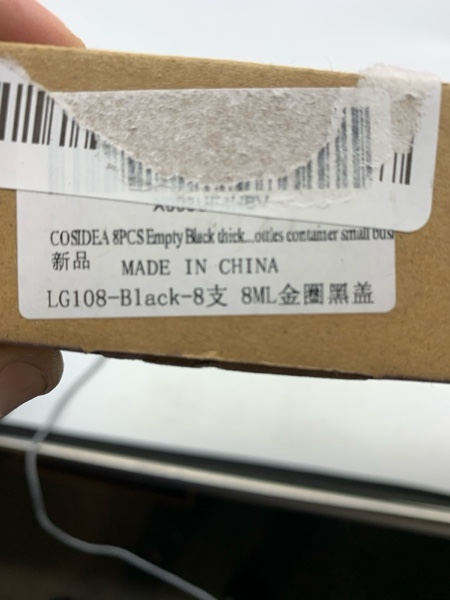 COSIDEA 8PCS Empty Black thick...ottles container small busi
新品
MADE IN CHINA
LG108-Black-8支 8ML金圈黑盖